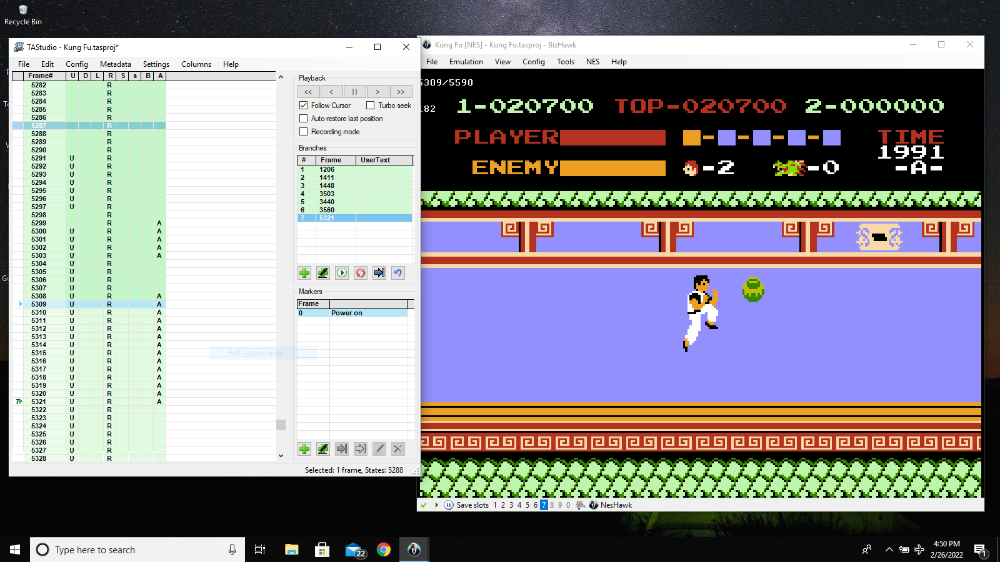 Recycle Bin
TAStudio - Kung Fu.tasproj*
File Edit Config Metadata Settings Columns Help
Frame# U D L R S s B A
5282 R
5283 R
5284 R
5285 R
5286 R
5287 R
5288 R
5289 R
5290 R
5291 U R
5292 U R
5293 U R
5294 U R
5295 U R
5296 U R
5297 U R
5298 R
5299 R A
5300 U R A
5301 U R A
5302 U R A
5303 U R A
5304 U R
5305 U R
5306 U R
5307 U R
5308 U R A
5309 U R A
5310 U R A
5311 U R A
5312 U R A
5313 U R A
5314 U R A
5315 U R A
5316 U R A
5317 U R A
5318 U R A
5319 U R A
5320 U R A
7 5321 U R A
5322 U R
5323 U R
5324 U R
5325 U R
5326 U R
5327 U R
5328 U R
Full-screen Snip
Playback
<< < > >>
Follow Cursor Turbo seek
Auto-restore last position
Recording mode
Branches
# Frame UserText
1 1206
2 1411
3 1448
4 3503
5 3440
6 3560
7 5321
Markers
Frame
0 Power on
Selected: 1 frame, States: 5288
Kung Fu [NES] - Kung Fu.tasproj - BizHawk
File Emulation View Config Tools NES Help
5309/5590
182
1-020700 TOP-020700 2-000000
PLAYER TIME
1991
ENEMY -2 -0 -A-
Save slots 1 2 3 4 5 6 7 8 9 0 NesHawk
Type here to search
22
4:50 PM
2/26/2022
1